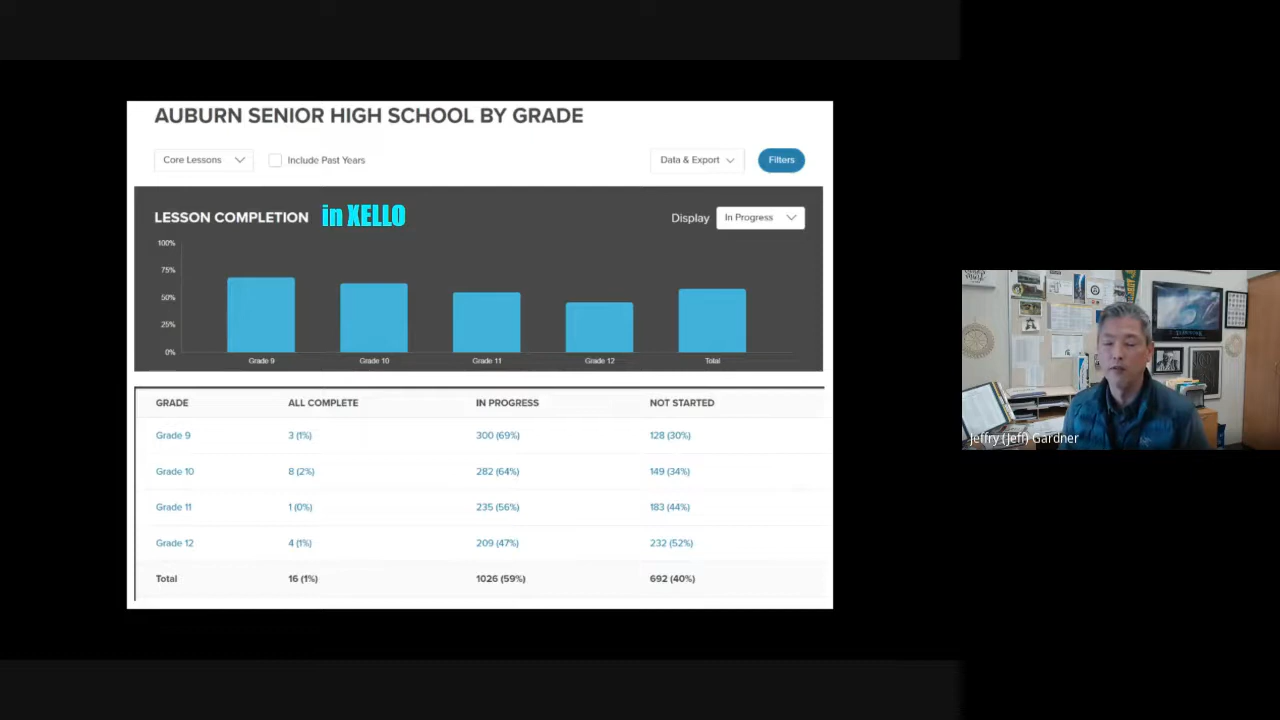 AUBURN SENIOR HIGH SCHOOL BY GRADE
Core Lessons
Include Past Years
Data & Export
Filters
LESSON COMPLETION in XELLO
Display
In Progress
100%
75%
50%
25%
0%
Grade 9 Grade 10 Grade 11 Grade 12 Total
GRADE ALL COMPLETE IN PROGRESS NOT STARTED
Grade 9 3 (1%) 300 (69%) 128 (30%)
Grade 10 8 (2%) 282 (64%) 149 (34%)
Grade 11 1 (0%) 235 (56%) 183 (44%)
Grade 12 4 (1%) 209 (47%) 232 (52%)
Total 16 (1%) 1026 (59%) 692 (40%)
Jeffry (Jeff) Gardner